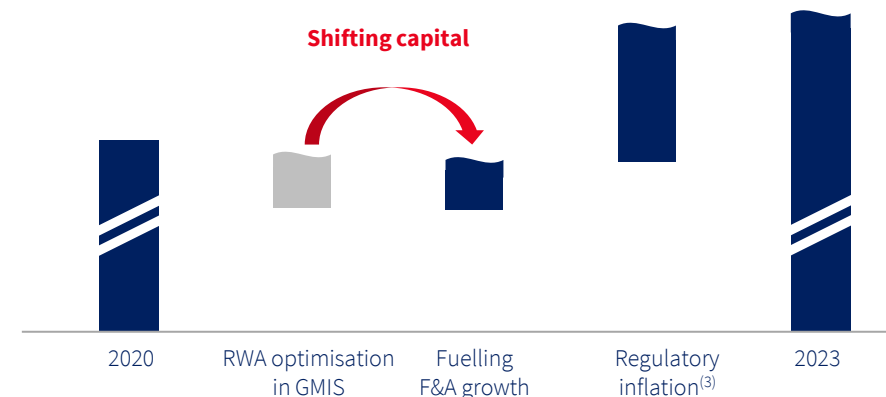 Shifting capital
2020
RWA optimisation
in GMIS
Fuelling
F&A growth
Regulatory
inflation(3)
2023